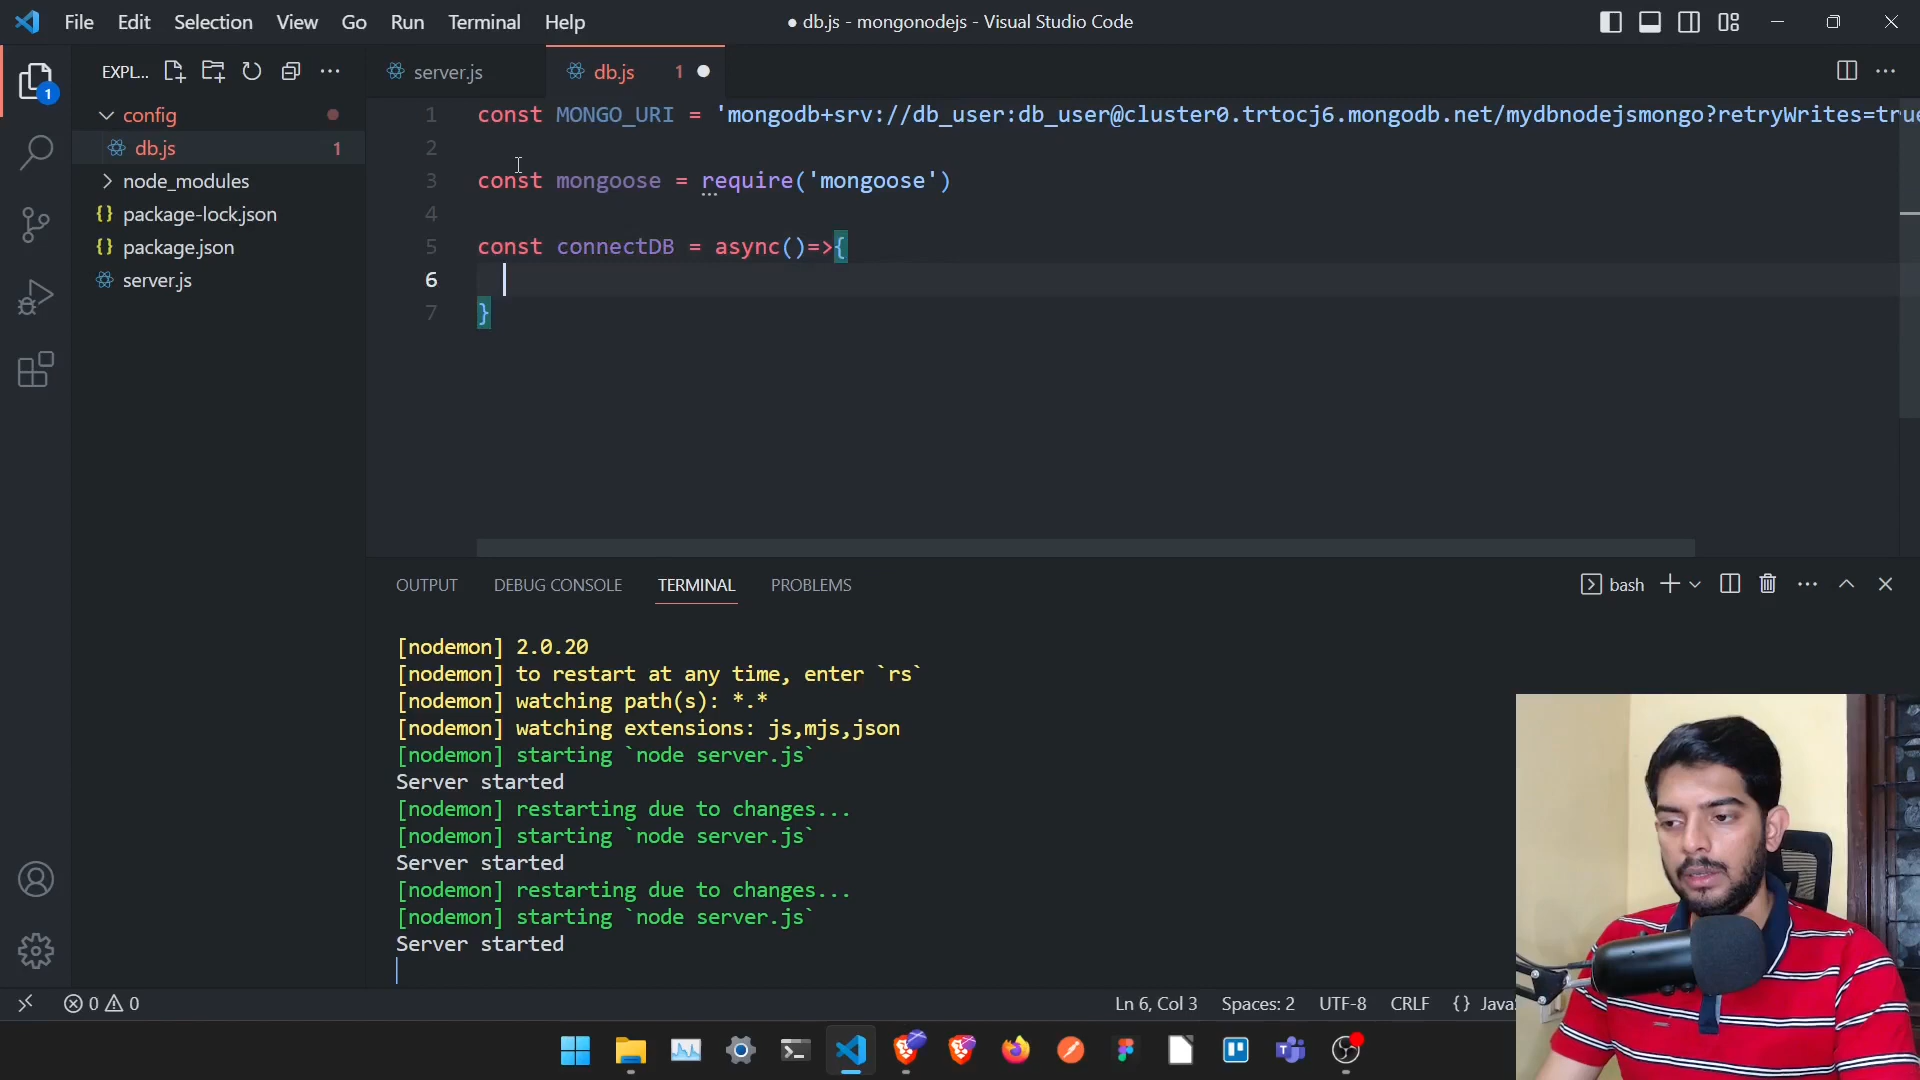 File Edit Selection View Go Run Terminal Help
● db.js - mongonodejs - Visual Studio Code
EXPL...
server.js
db.js 1
config
db.js 1
node_modules
{} package-lock.json
{} package.json
server.js
1
1 const MONGO_URI = 'mongodb+srv://db_user:db_user@cluster0.trtocj6.mongodb.net/mydbnodejsmongo?retryWrites=true
2
3 const mongoose = require('mongoose')
4
5 const connectDB = async()=>{
6
7 }
OUTPUT DEBUG CONSOLE TERMINAL PROBLEMS
bash
[nodemon] 2.0.20
[nodemon] to restart at any time, enter `rs`
[nodemon] watching path(s): *.*
[nodemon] watching extensions: js,mjs,json
[nodemon] starting `node server.js`
Server started
[nodemon] restarting due to changes...
[nodemon] starting `node server.js`
Server started
[nodemon] restarting due to changes...
[nodemon] starting `node server.js`
Server started
0 0
Ln 6, Col 3 Spaces: 2 UTF-8 CRLF {} Java